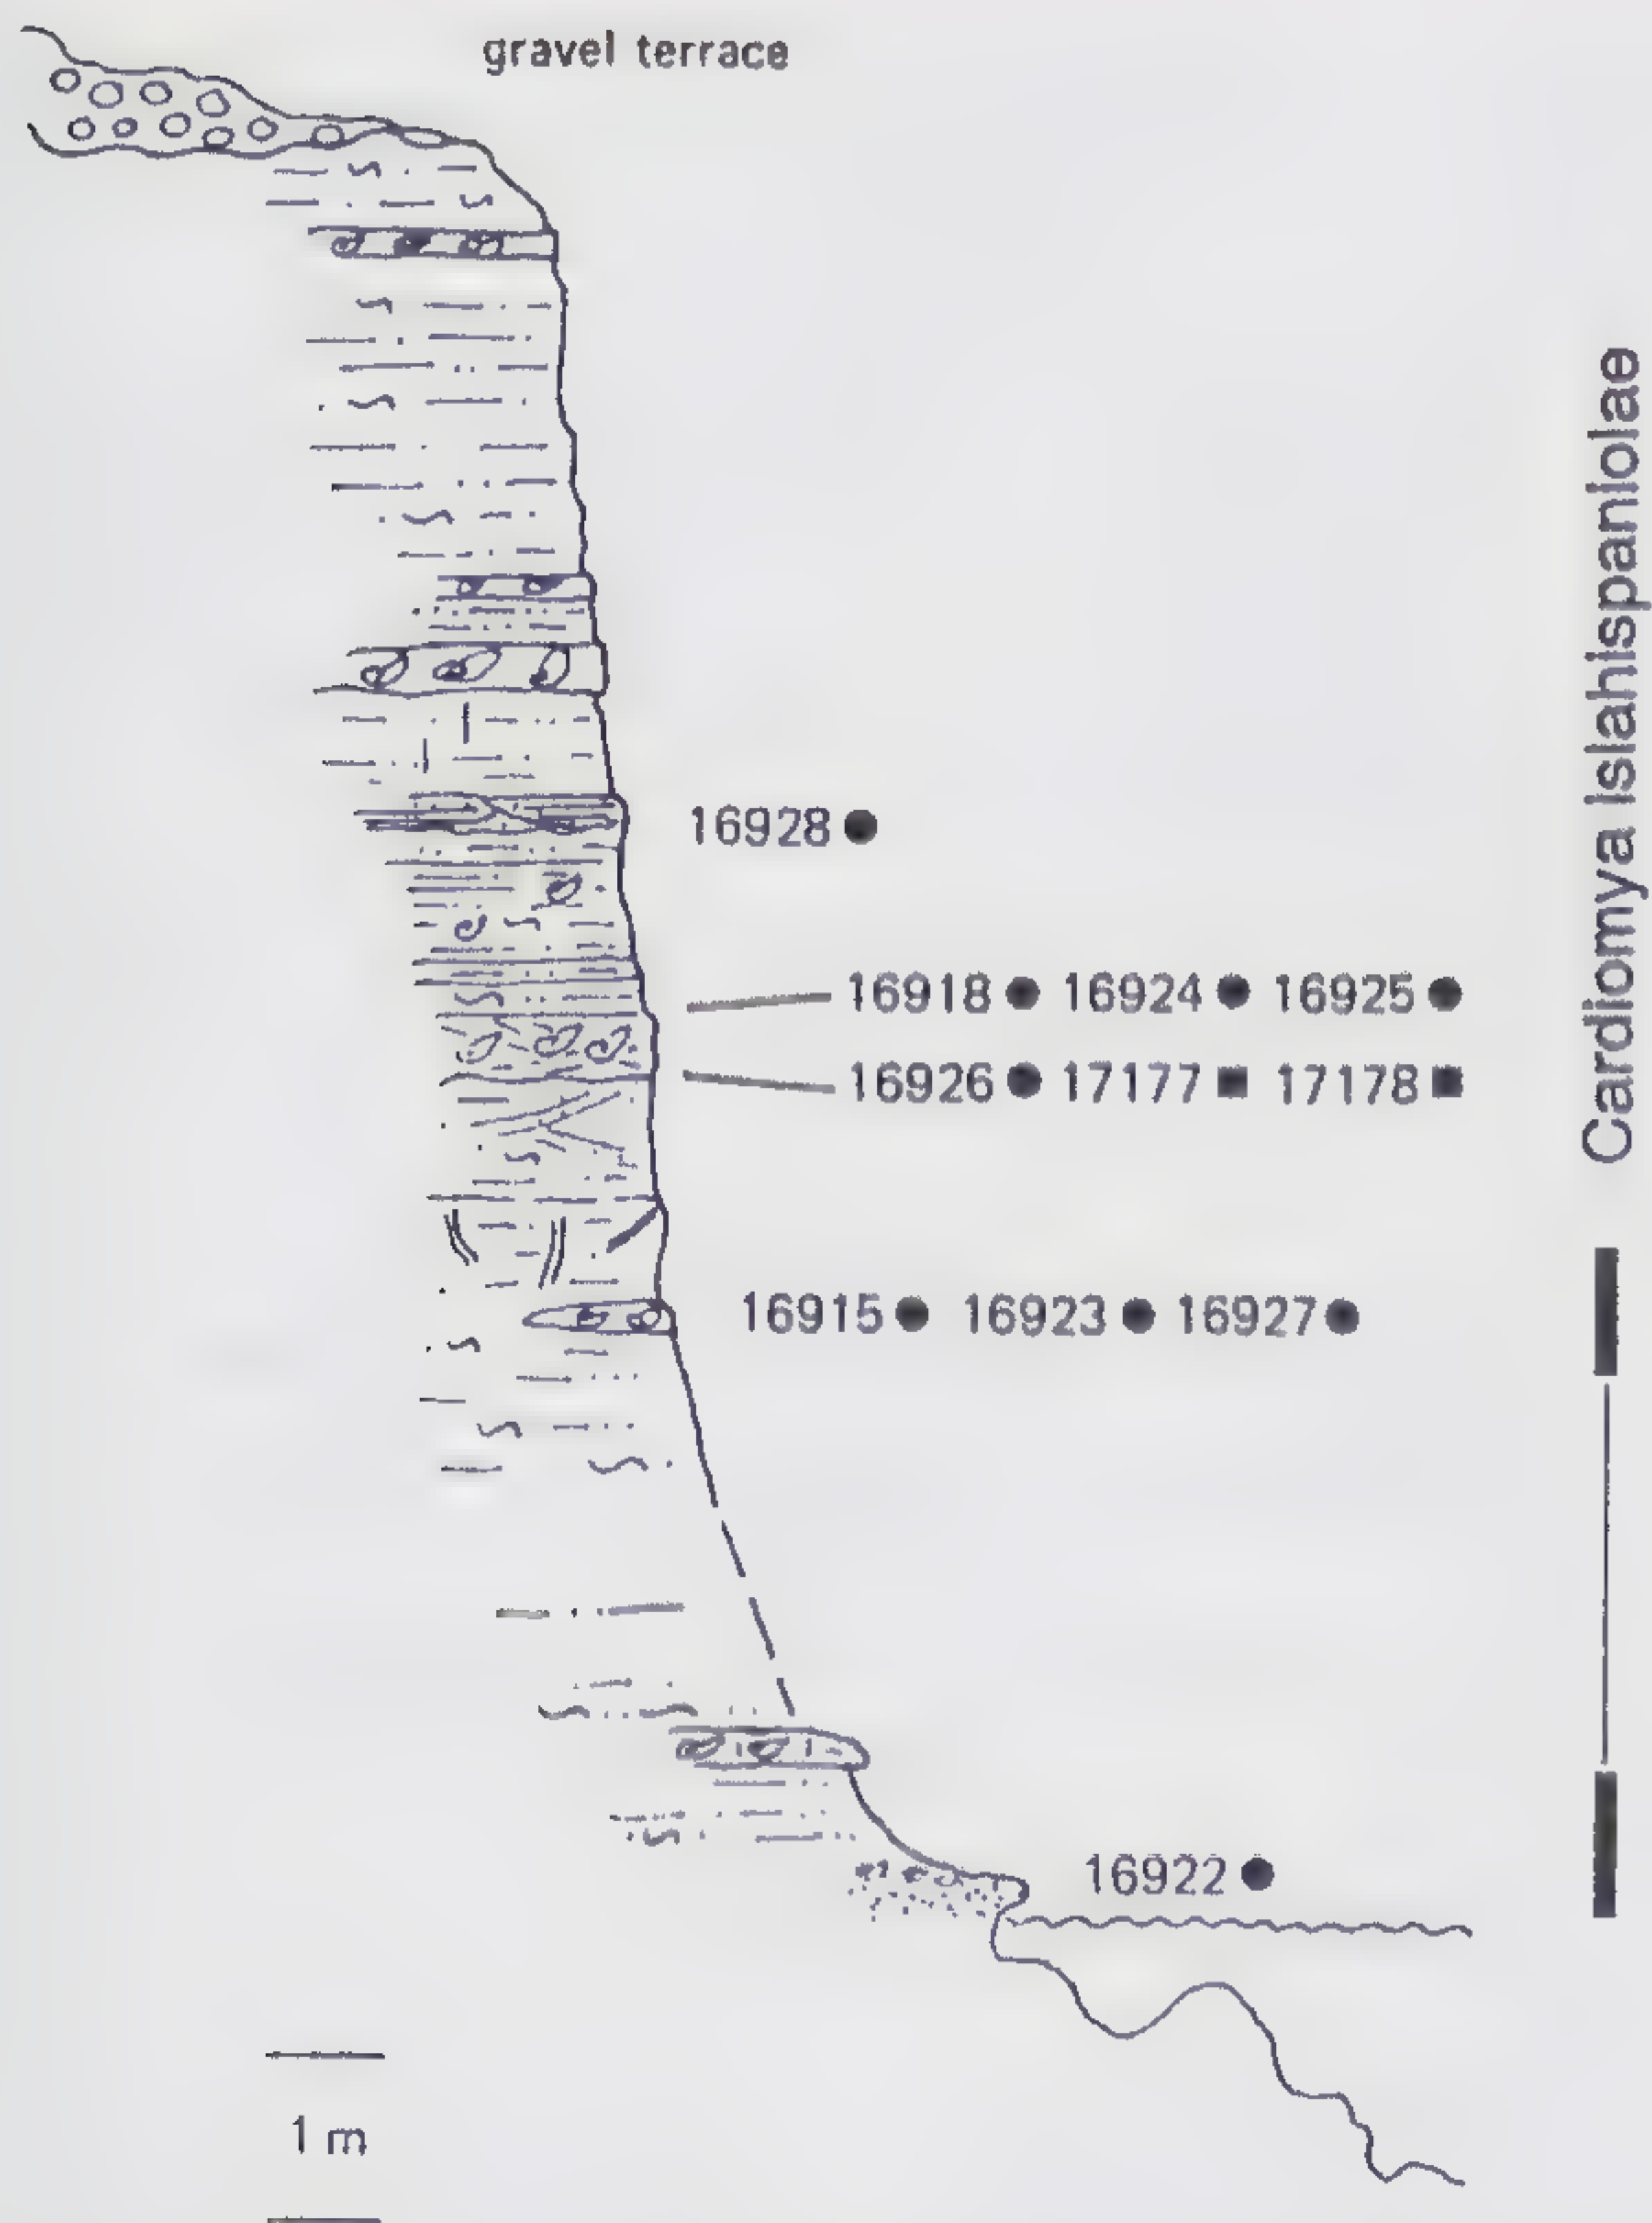 gravel terrace
16928 ●
16918 ● 16924 ● 16925 ●
16926 ● 17177 ■ 17178 ■
16915 ● 16923 ● 16927 ●
16922 ●
1 m
Cardiomya islahispaniolae